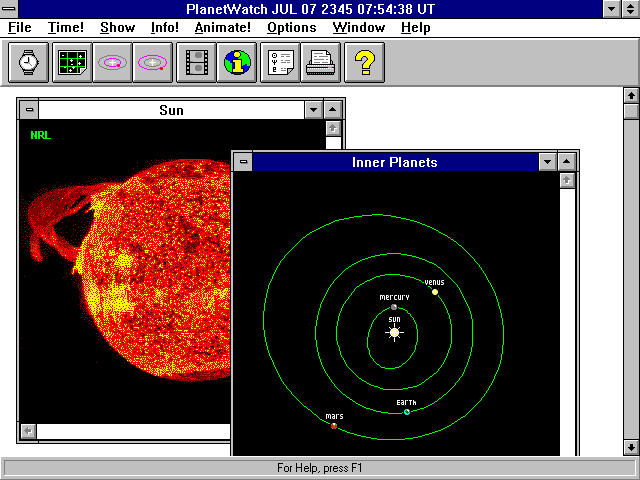 PlanetWatch JUL 07 2345 07:54:38 UT
File Time! Show Info! Animate! Options Window Help
Sun
NRL
Inner Planets
venus
mercury
sun
EARTH
mars
For Help, press F1